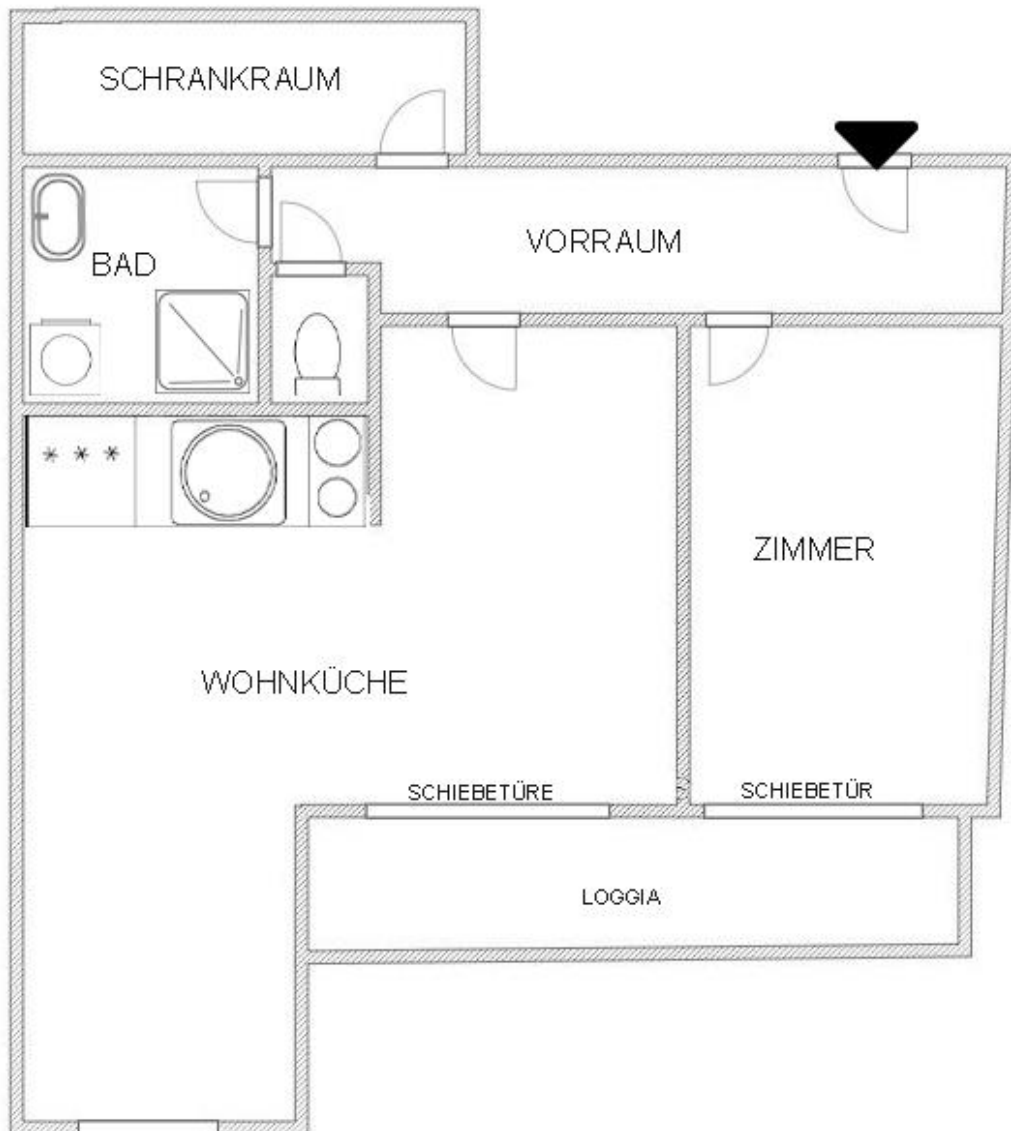 SCHRANKRAUM
VORRAUM
BAD
* * *
ZIMMER
WOHNKÜCHE
SCHIEBETÜRE
SCHIEBETÜR
LOGGIA